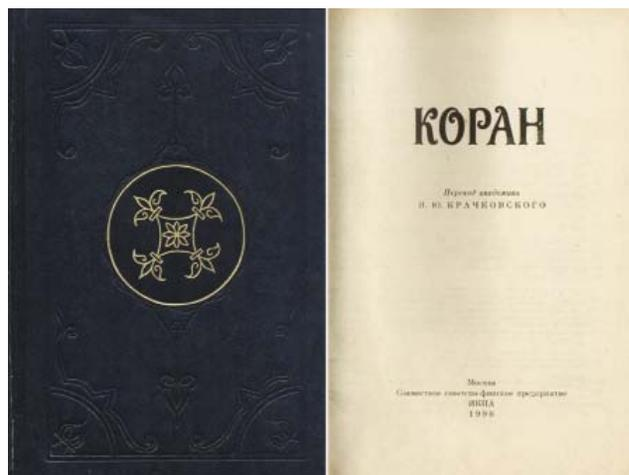 КОРАН
Перевод академика
И. Ю. КРАЧКОВСКОГО
Москва
Совместное советско-финское предприятие
ИКПА
1990